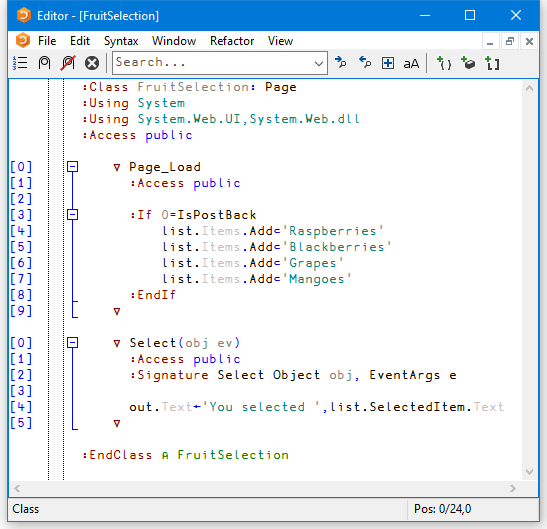 Editor - [FruitSelection]
File Edit Syntax Window Refactor View
Search... aA
:Class FruitSelection: Page
:Using System
:Using System.Web.UI,System.Web.dll
:Access public
[0] ∇ Page_Load
[1] :Access public
[2]
[3] :If 0=IsPostBack
[4] list.Items.Add⊂'Raspberries'
[5] list.Items.Add⊂'Blackberries'
[6] list.Items.Add⊂'Grapes'
[7] list.Items.Add⊂'Mangoes'
[8] :EndIf
[9] ∇
[0] ∇ Select(obj ev)
[1] :Access public
[2] :Signature Select Object obj, EventArgs e
[3]
[4] out.Text←'You selected ',list.SelectedItem.Text
[5] ∇
:EndClass ⍝ FruitSelection
Class Pos: 0/24,0